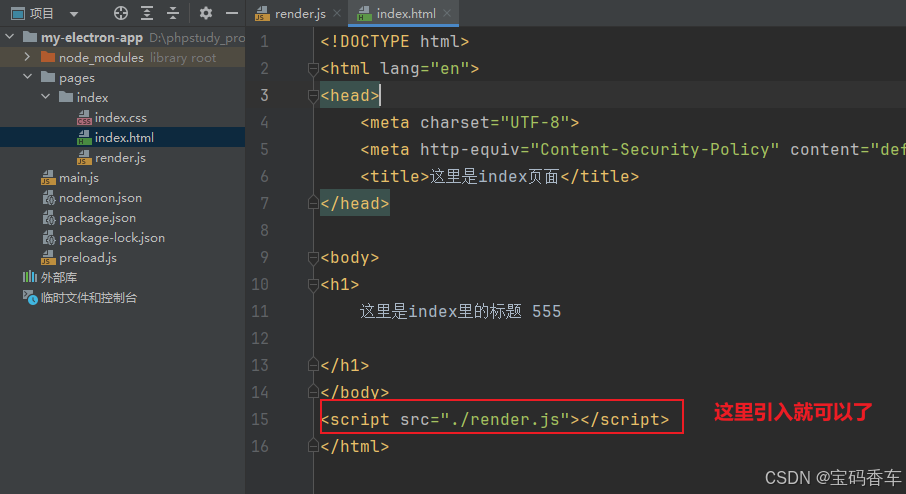 项目
render.js
index.html
my-electron-app D:\phpstudy_pro
node_modules library root
pages
index
index.css
index.html
render.js
main.js
nodemon.json
package.json
package-lock.json
preload.js
外部库
临时文件和控制台
1 <!DOCTYPE html>
2 <html lang="en">
3 <head>
4 <meta charset="UTF-8">
5 <meta http-equiv="Content-Security-Policy" content="def
6 <title>这里是index页面</title>
7 </head>
8
9 <body>
10 <h1>
11 这里是index里的标题 555
12
13 </h1>
14 </body>
15 <script src="./render.js"></script>
这里引入就可以了
16 </html>
CSDN @宝码香车